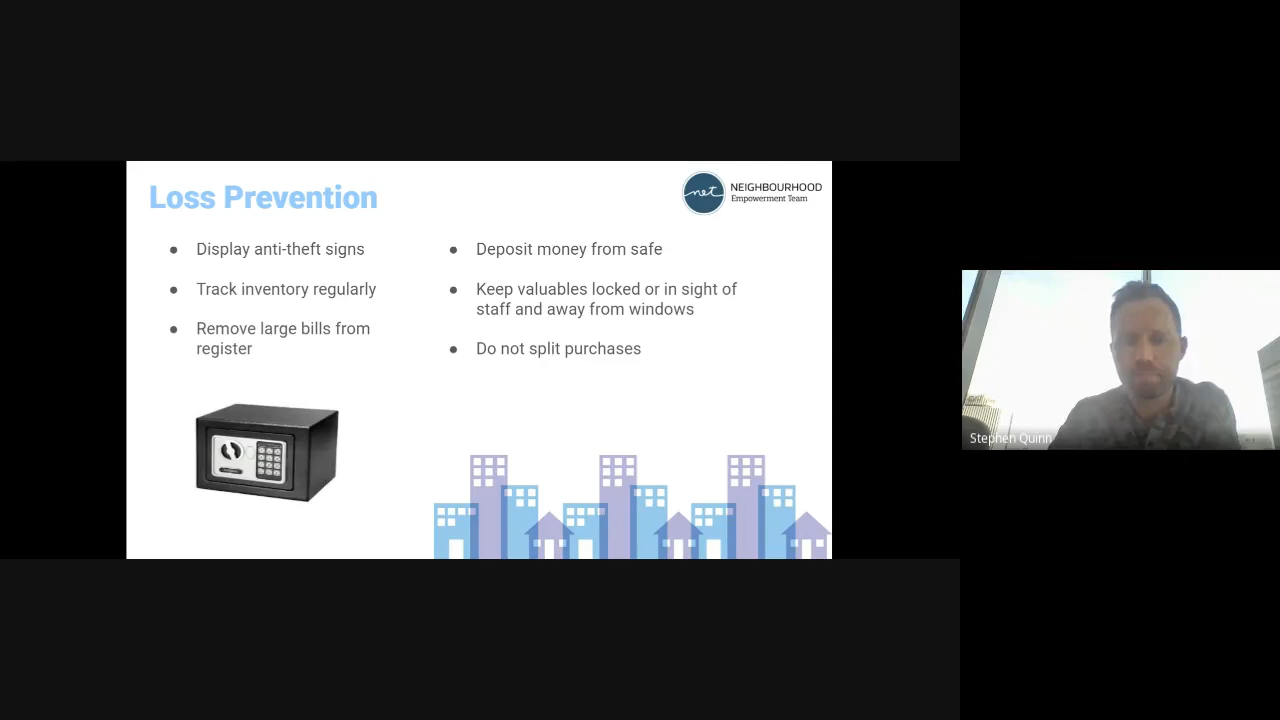 Loss Prevention
net
NEIGHBOURHOOD
Empowerment Team
● Display anti-theft signs
● Track inventory regularly
● Remove large bills from
register
● Deposit money from safe
● Keep valuables locked or in sight of
staff and away from windows
● Do not split purchases
Stephen Quinn